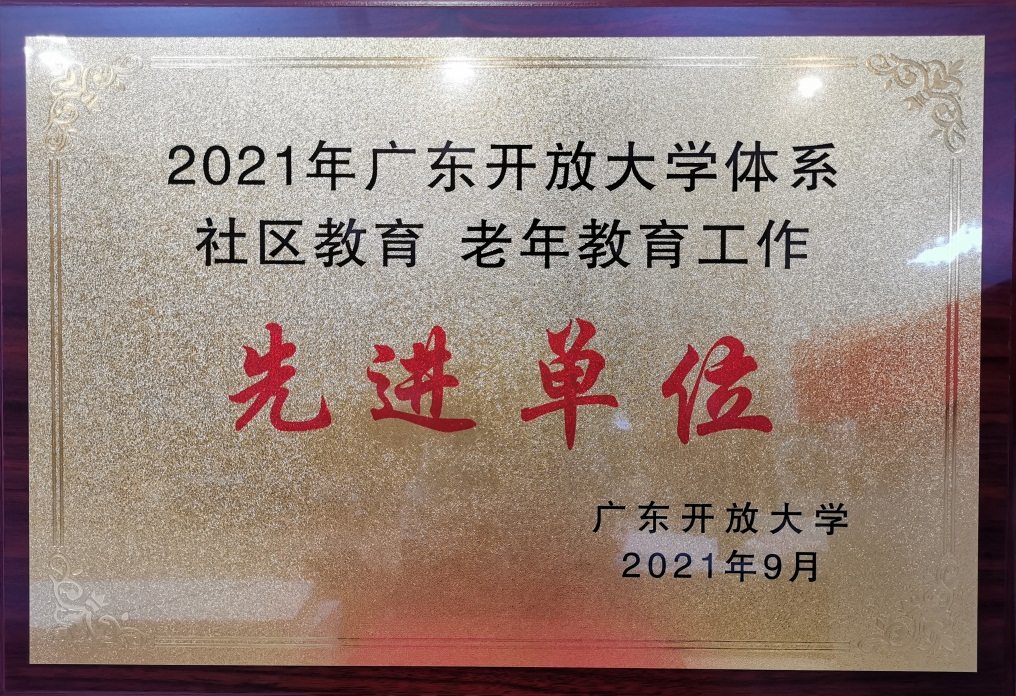 2021年广东开放大学体系
社区教育 老年教育工作
先进单位
广东开放大学
2021年9月